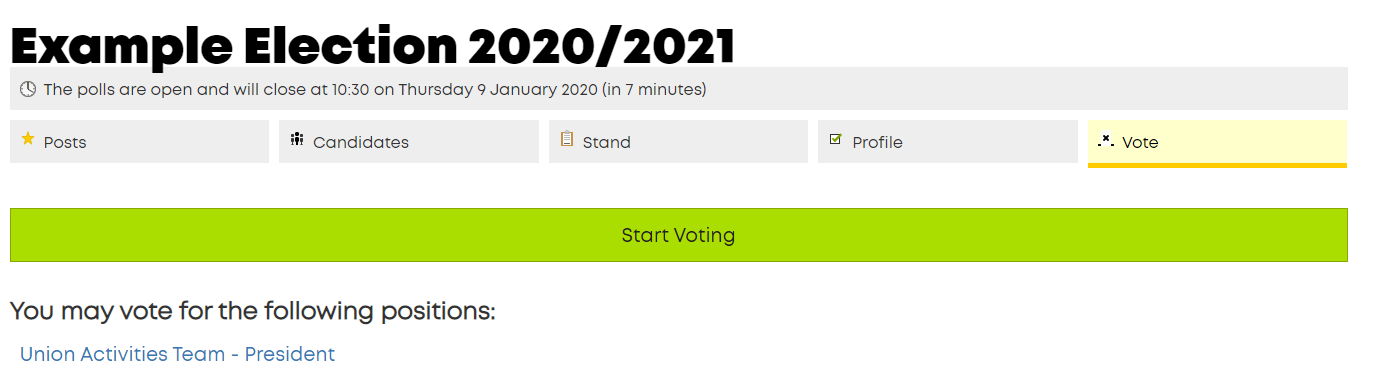 Example Election 2020/2021
The polls are open and will close at 10:30 on Thursday 9 January 2020 (in 7 minutes)
Posts
Candidates
Stand
Profile
Vote
Start Voting
You may vote for the following positions:
Union Activities Team - President